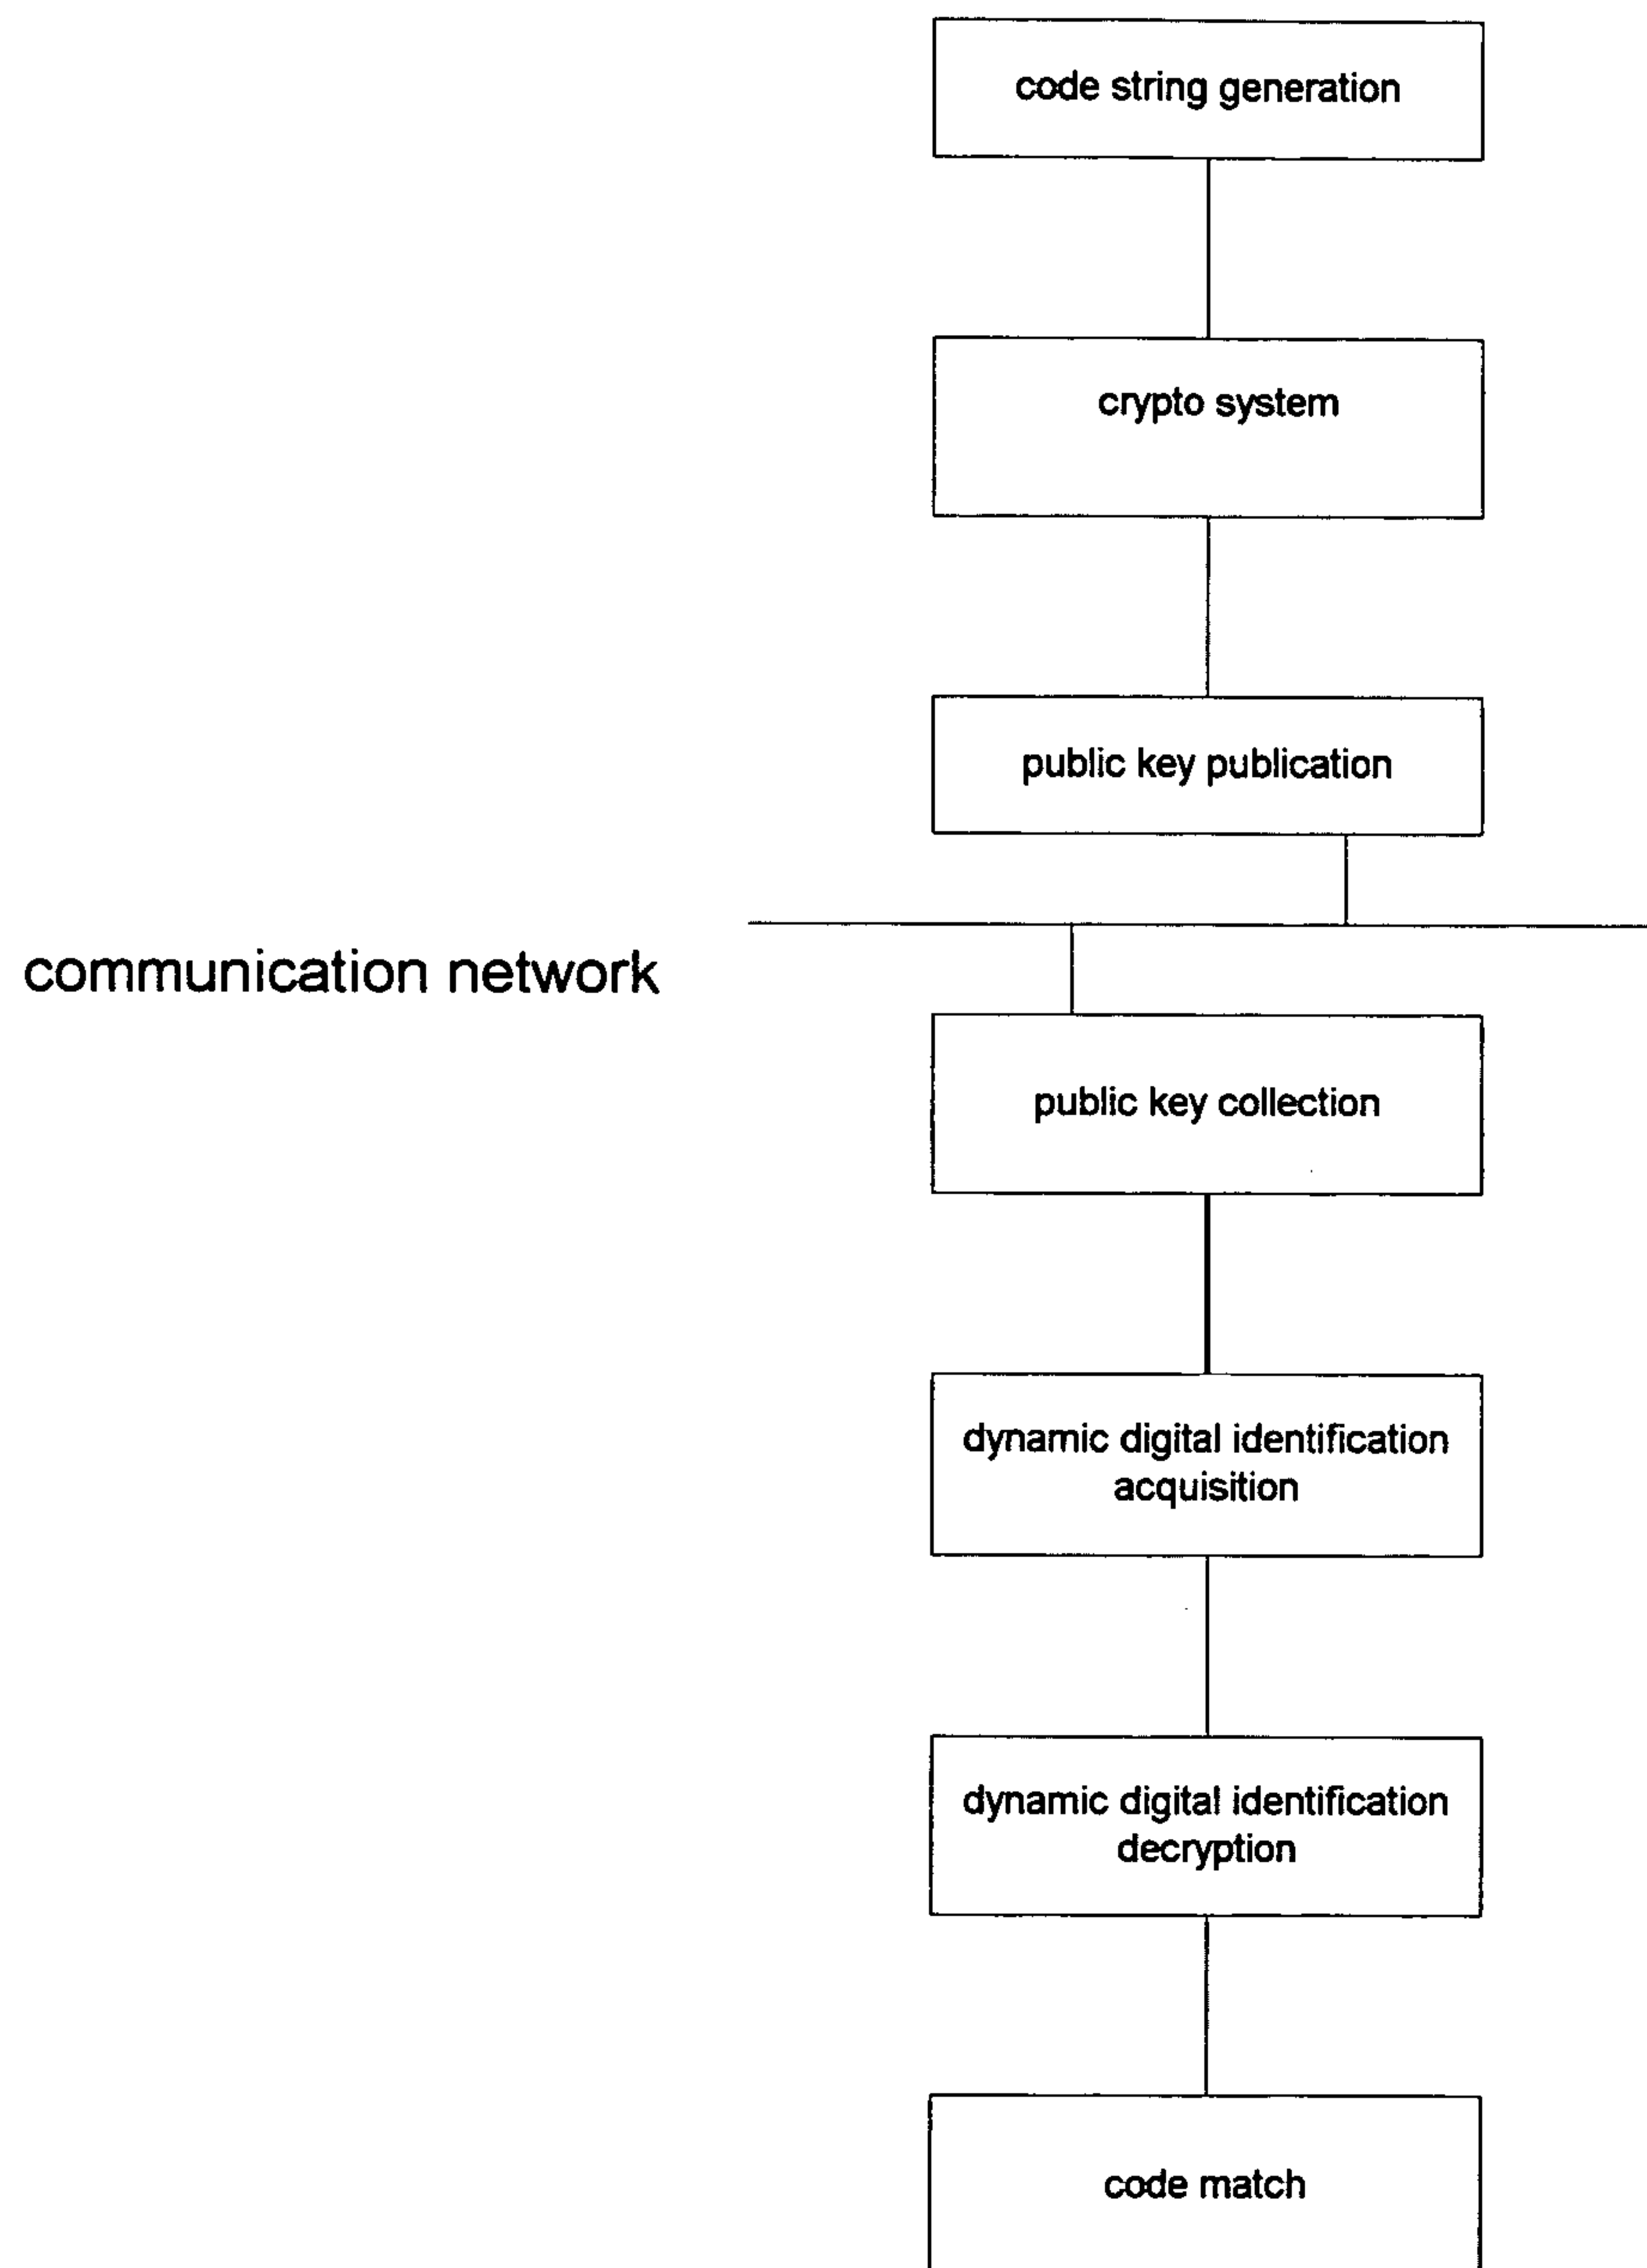 code string generation
crypto system
public key publication
communication network
public key collection
dynamic digital identification
acquisition
dynamic digital identification
decryption
code match